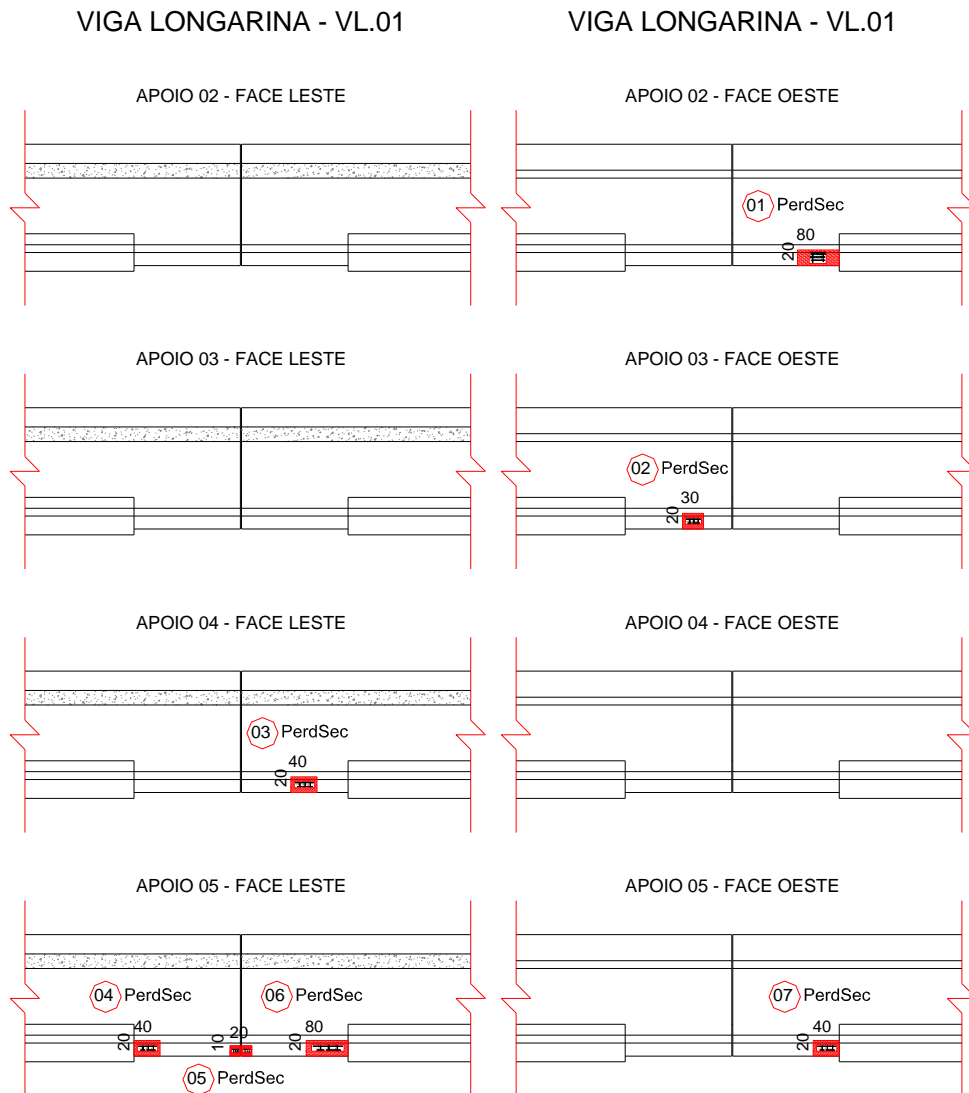 VIGA LONGARINA - VL.01
VIGA LONGARINA - VL.01
APOIO 02 - FACE LESTE
APOIO 02 - FACE OESTE
01 PerdSec
80
20
APOIO 03 - FACE LESTE
APOIO 03 - FACE OESTE
02 PerdSec
30
20
APOIO 04 - FACE LESTE
APOIO 04 - FACE OESTE
03 PerdSec
40
20
APOIO 05 - FACE LESTE
04 PerdSec
06 PerdSec
40
20
20
10
80
20
05 PerdSec
APOIO 05 - FACE OESTE
07 PerdSec
40
20